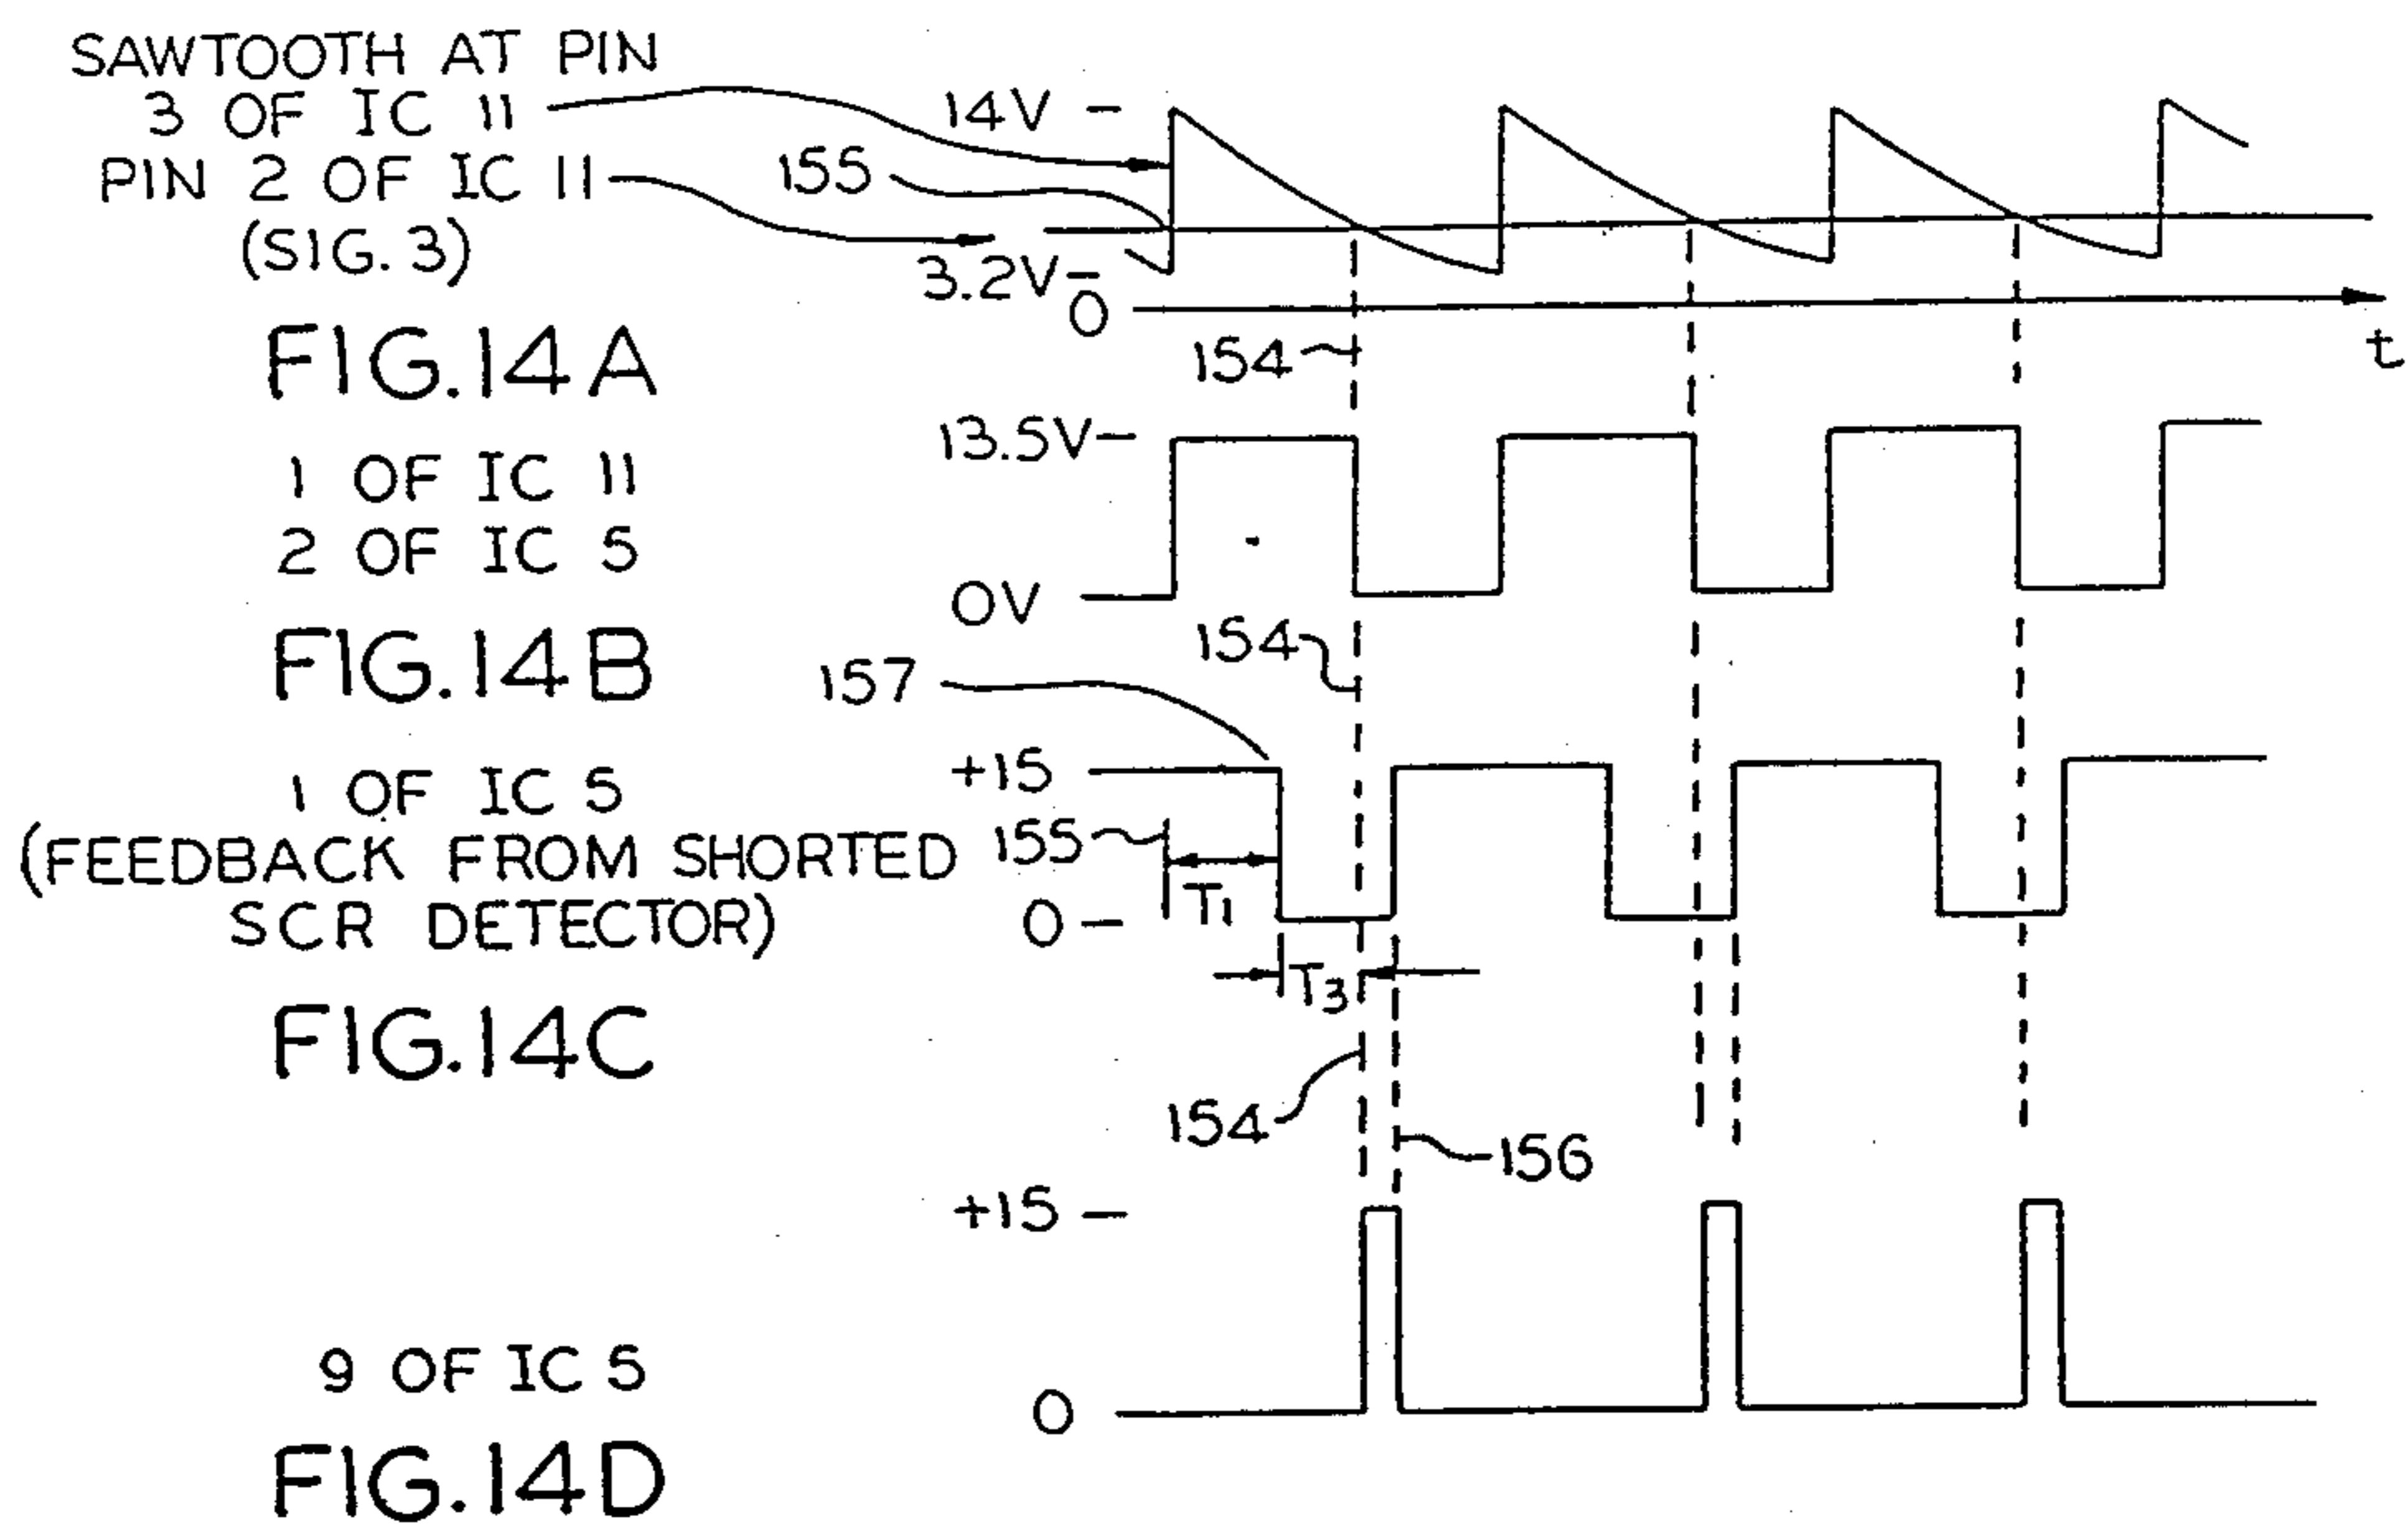 SAWTOOTH AT PIN
3 OF IC 11
PIN 2 OF IC 11
(SIG. 3)
14V
155
3.2V
0
t
154
FIG.14A
13.5V
1 OF IC 11
2 OF IC 5
0V
154
FIG.14B
157
+15
1 OF IC 5
(FEEDBACK FROM SHORTED
SCR DETECTOR)
155
T1
0
T3
FIG.14C
154
156
+15
9 OF IC 5
0
FIG.14D